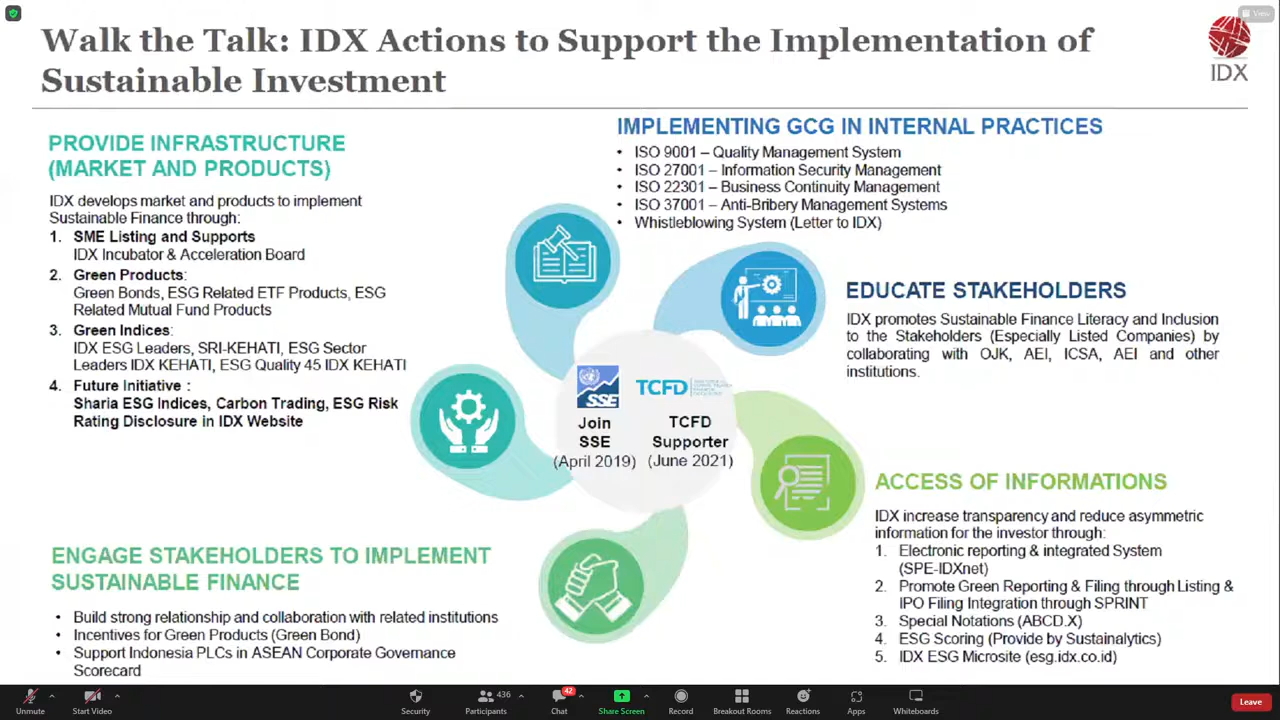 View
Walk the Talk: IDX Actions to Support the Implementation of
Sustainable Investment
IDX
PROVIDE INFRASTRUCTURE
(MARKET AND PRODUCTS)
IDX develops market and products to implement
Sustainable Finance through:
1. SME Listing and Supports
IDX Incubator & Acceleration Board
2. Green Products:
Green Bonds, ESG Related ETF Products, ESG
Related Mutual Fund Products
3. Green Indices:
IDX ESG Leaders, SRI-KEHATI, ESG Sector
Leaders IDX KEHATI, ESG Quality 45 IDX KEHATI
4. Future Initiative :
Sharia ESG Indices, Carbon Trading, ESG Risk
Rating Disclosure in IDX Website
IMPLEMENTING GCG IN INTERNAL PRACTICES
• ISO 9001 – Quality Management System
• ISO 27001 – Information Security Management
• ISO 22301 – Business Continuity Management
• ISO 37001 – Anti-Bribery Management Systems
• Whistleblowing System (Letter to IDX)
EDUCATE STAKEHOLDERS
IDX promotes Sustainable Finance Literacy and Inclusion
to the Stakeholders (Especially Listed Companies) by
collaborating with OJK, AEI, ICSA, AEI and other
institutions.
SSE
Join
SSE
(April 2019)
TCFD
TCFD
Supporter
(June 2021)
ACCESS OF INFORMATIONS
IDX increase transparency and reduce asymmetric
information for the investor through:
1. Electronic reporting & integrated System
(SPE-IDXnet)
2. Promote Green Reporting & Filing through Listing &
IPO Filing Integration through SPRINT
3. Special Notations (ABCD.X)
4. ESG Scoring (Provide by Sustainalytics)
5. IDX ESG Microsite (esg.idx.co.id)
ENGAGE STAKEHOLDERS TO IMPLEMENT
SUSTAINABLE FINANCE
• Build strong relationship and collaboration with related institutions
• Incentives for Green Products (Green Bond)
• Support Indonesia PLCs in ASEAN Corporate Governance
Scorecard
Unmute
Start Video
Security
436
Participants
42
Chat
Share Screen
Record
Breakout Rooms
Reactions
Apps
Whiteboards
Leave